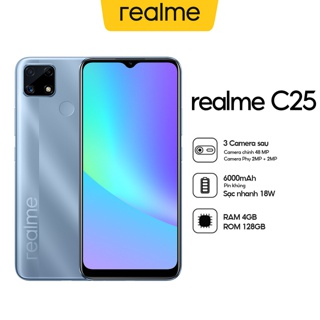 realme
realme
realme C25
3 Camera sau
Camera chính 48 MP
Camera Phụ 2MP + 2MP
6000mAh
Pin khủng
Sọc nhanh 18W
RAM 4GB
ROM 128GB